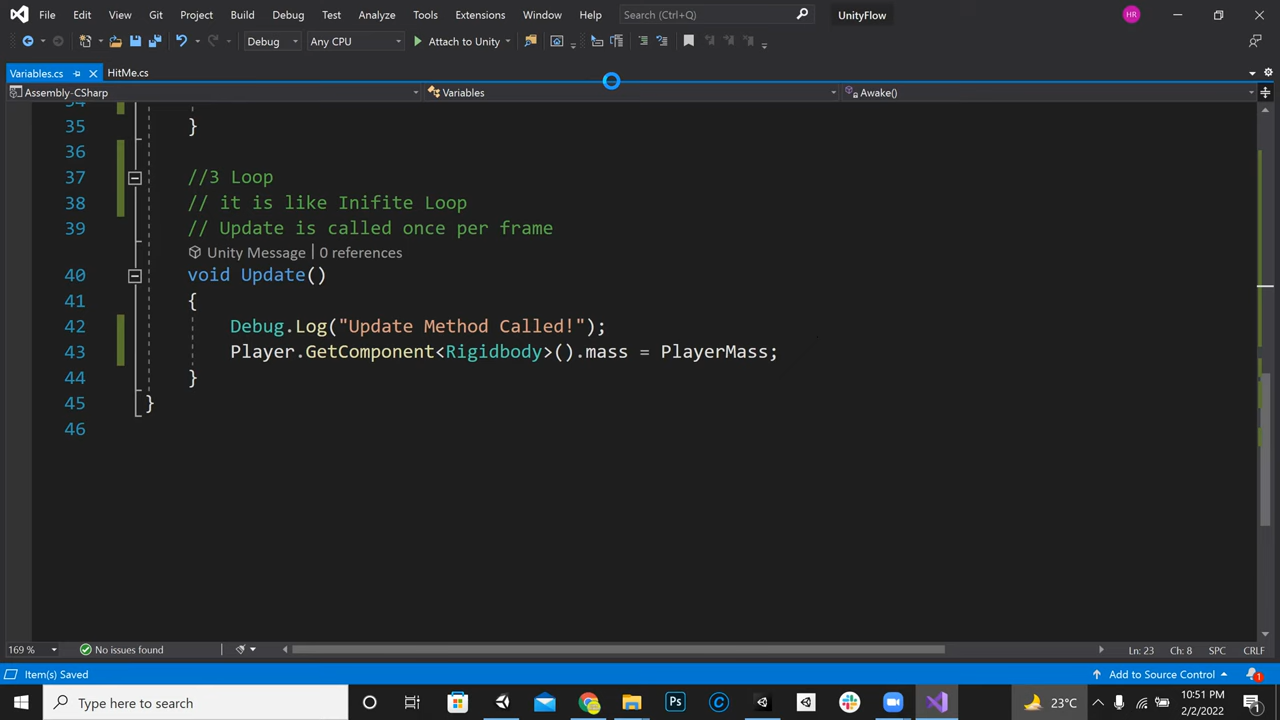 File Edit View Git Project Build Debug Test Analyze Tools Extensions Window Help Search (Ctrl+Q) UnityFlow HR
Debug Any CPU Attach to Unity
Variables.cs HitMe.cs
Assembly-CSharp Variables Awake()
35 }
36
37 //3 Loop
38 // it is like Inifite Loop
39 // Update is called once per frame
Unity Message | 0 references
40 void Update()
41 {
42 Debug.Log("Update Method Called!");
43 Player.GetComponent<Rigidbody>().mass = PlayerMass;
44 }
45 }
46
169 % No issues found Ln: 23 Ch: 8 SPC CRLF
Item(s) Saved Add to Source Control 1
Type here to search Ps C 23°C 10:51 PM
2/2/2022 1